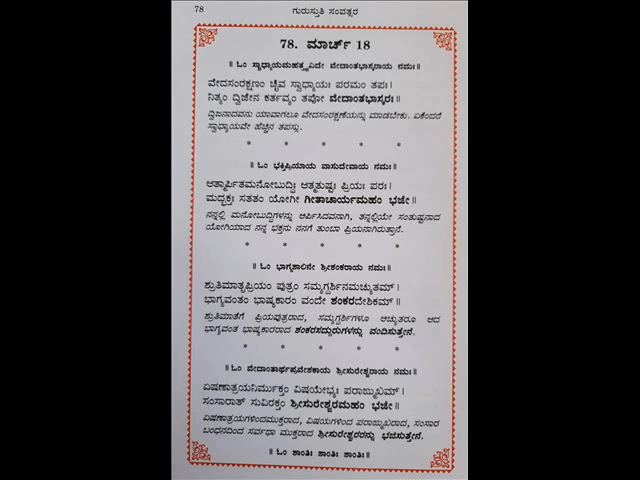 78
ಗುರುಸ್ತುತಿ ಸಂವತ್ಸರ
78. ಮಾರ್ಚ್ 18
॥ ಓಂ ಸ್ವಾಧ್ಯಾಯಮಹತ್ತ್ವವಿದೇ ವೇದಾಂತಭಾಸ್ಕರಾಯ ನಮಃ ॥
ವೇದಸಂರಕ್ಷಣಂ ಚೈವ ಸ್ವಾಧ್ಯಾಯಃ ಪರಮಂ ತಪಃ।
ನಿತ್ಯಂ ದ್ವಿಜೇನ ಕರ್ತವ್ಯಂ ತಪೋ ವೇದಾಂತಭಾಸ್ಕರಃ॥
ದ್ವಿಜನಾದವನು ಯಾವಾಗಲೂ ವೇದಸಂರಕ್ಷಣೆಯನ್ನು ಮಾಡಬೇಕು. ಏಕೆಂದರೆ
ಸ್ವಾಧ್ಯಾಯವೇ ಹೆಚ್ಚಿನ ತಪಸ್ಸು.
* * * * *
॥ ಓಂ ಭಕ್ತಿಪ್ರಿಯಾಯ ವಾಸುದೇವಾಯ ನಮಃ ॥
ಆತ್ಮಾರ್ಪಿತಮನೋಬುದ್ಧಿಃ ಆತ್ಮತುಷ್ಟಃ ಪ್ರಿಯಃ ಪರಃ।
ಮದ್ಭಕ್ತಃ ಸತತಂ ಯೋಗೀ ಗೀತಾಚಾರ್ಯಮಹಂ ಭಜೇ॥
ನನ್ನಲ್ಲಿ ಮನೋಬುದ್ಧಿಗಳನ್ನು ಅರ್ಪಿಸಿದವನಾಗಿ, ತನ್ನಲ್ಲಿಯೇ ಸಂತುಷ್ಟನಾದ
ಯೋಗಿಯಾದ ನನ್ನ ಭಕ್ತನು ನನಗೆ ತುಂಬಾ ಪ್ರಿಯನಾಗಿರುತ್ತಾನೆ.
* * * * *
॥ ಓಂ ಭಾಗ್ಯಶಾಲಿನೇ ಶ್ರೀಶಂಕರಾಯ ನಮಃ ॥
ಶ್ರುತಿಮಾತೃಪ್ರಿಯಂ ಪುತ್ರಂ ಸಮ್ಯಗ್ದರ್ಶಿನಮಚ್ಯುತಮ್।
ಭಾಗ್ಯವಂತಂ ಭಾಷ್ಯಕಾರಂ ವಂದೇ ಶಂಕರದೇಶಿಕಮ್॥
ಶ್ರುತಿಮಾತೆಗೆ ಪ್ರಿಯಪುತ್ರರಾದ, ಸಮ್ಯಗ್ದರ್ಶಿಗಳೂ ಅಚ್ಯುತರೂ ಆದ
ಭಾಗ್ಯವಂತ ಭಾಷ್ಯಕಾರರಾದ ಶಂಕರಸದ್ಗುರುಗಳನ್ನು ವಂದಿಸುತ್ತೇನೆ.
* * * * *
॥ ಓಂ ವೇದಾಂತಾರ್ಥಪ್ರವೇಶಕಾಯ ಶ್ರೀಸುರೇಶ್ವರಾಯ ನಮಃ ॥
ಏಷಣಾತ್ರಯನಿರ್ಮುಕ್ತಂ ವಿಷಯೇಭ್ಯಃ ಪರಾಙ್ಮುಖಮ್।
ಸಂಸಾರಾತ್ ಸುವಿರಕ್ತಂ ಶ್ರೀಸುರೇಶ್ವರಮಹಂ ಭಜೇ॥
ಏಷಣಾತ್ರಯಗಳಿಂದಮುಕ್ತರಾದ, ವಿಷಯಗಳಿಂದ ಪರಾಙ್ಮುಖರಾದ, ಸಂಸಾರ
ಬಂಧನದಿಂದ ಸರ್ವಥಾ ಮುಕ್ತರಾದ ಶ್ರೀಸುರೇಶ್ವರರನ್ನು ಭಜಿಸುತ್ತೇನೆ.
॥ ಓಂ ಶಾಂತಿಃ ಶಾಂತಿಃ ಶಾಂತಿಃ॥